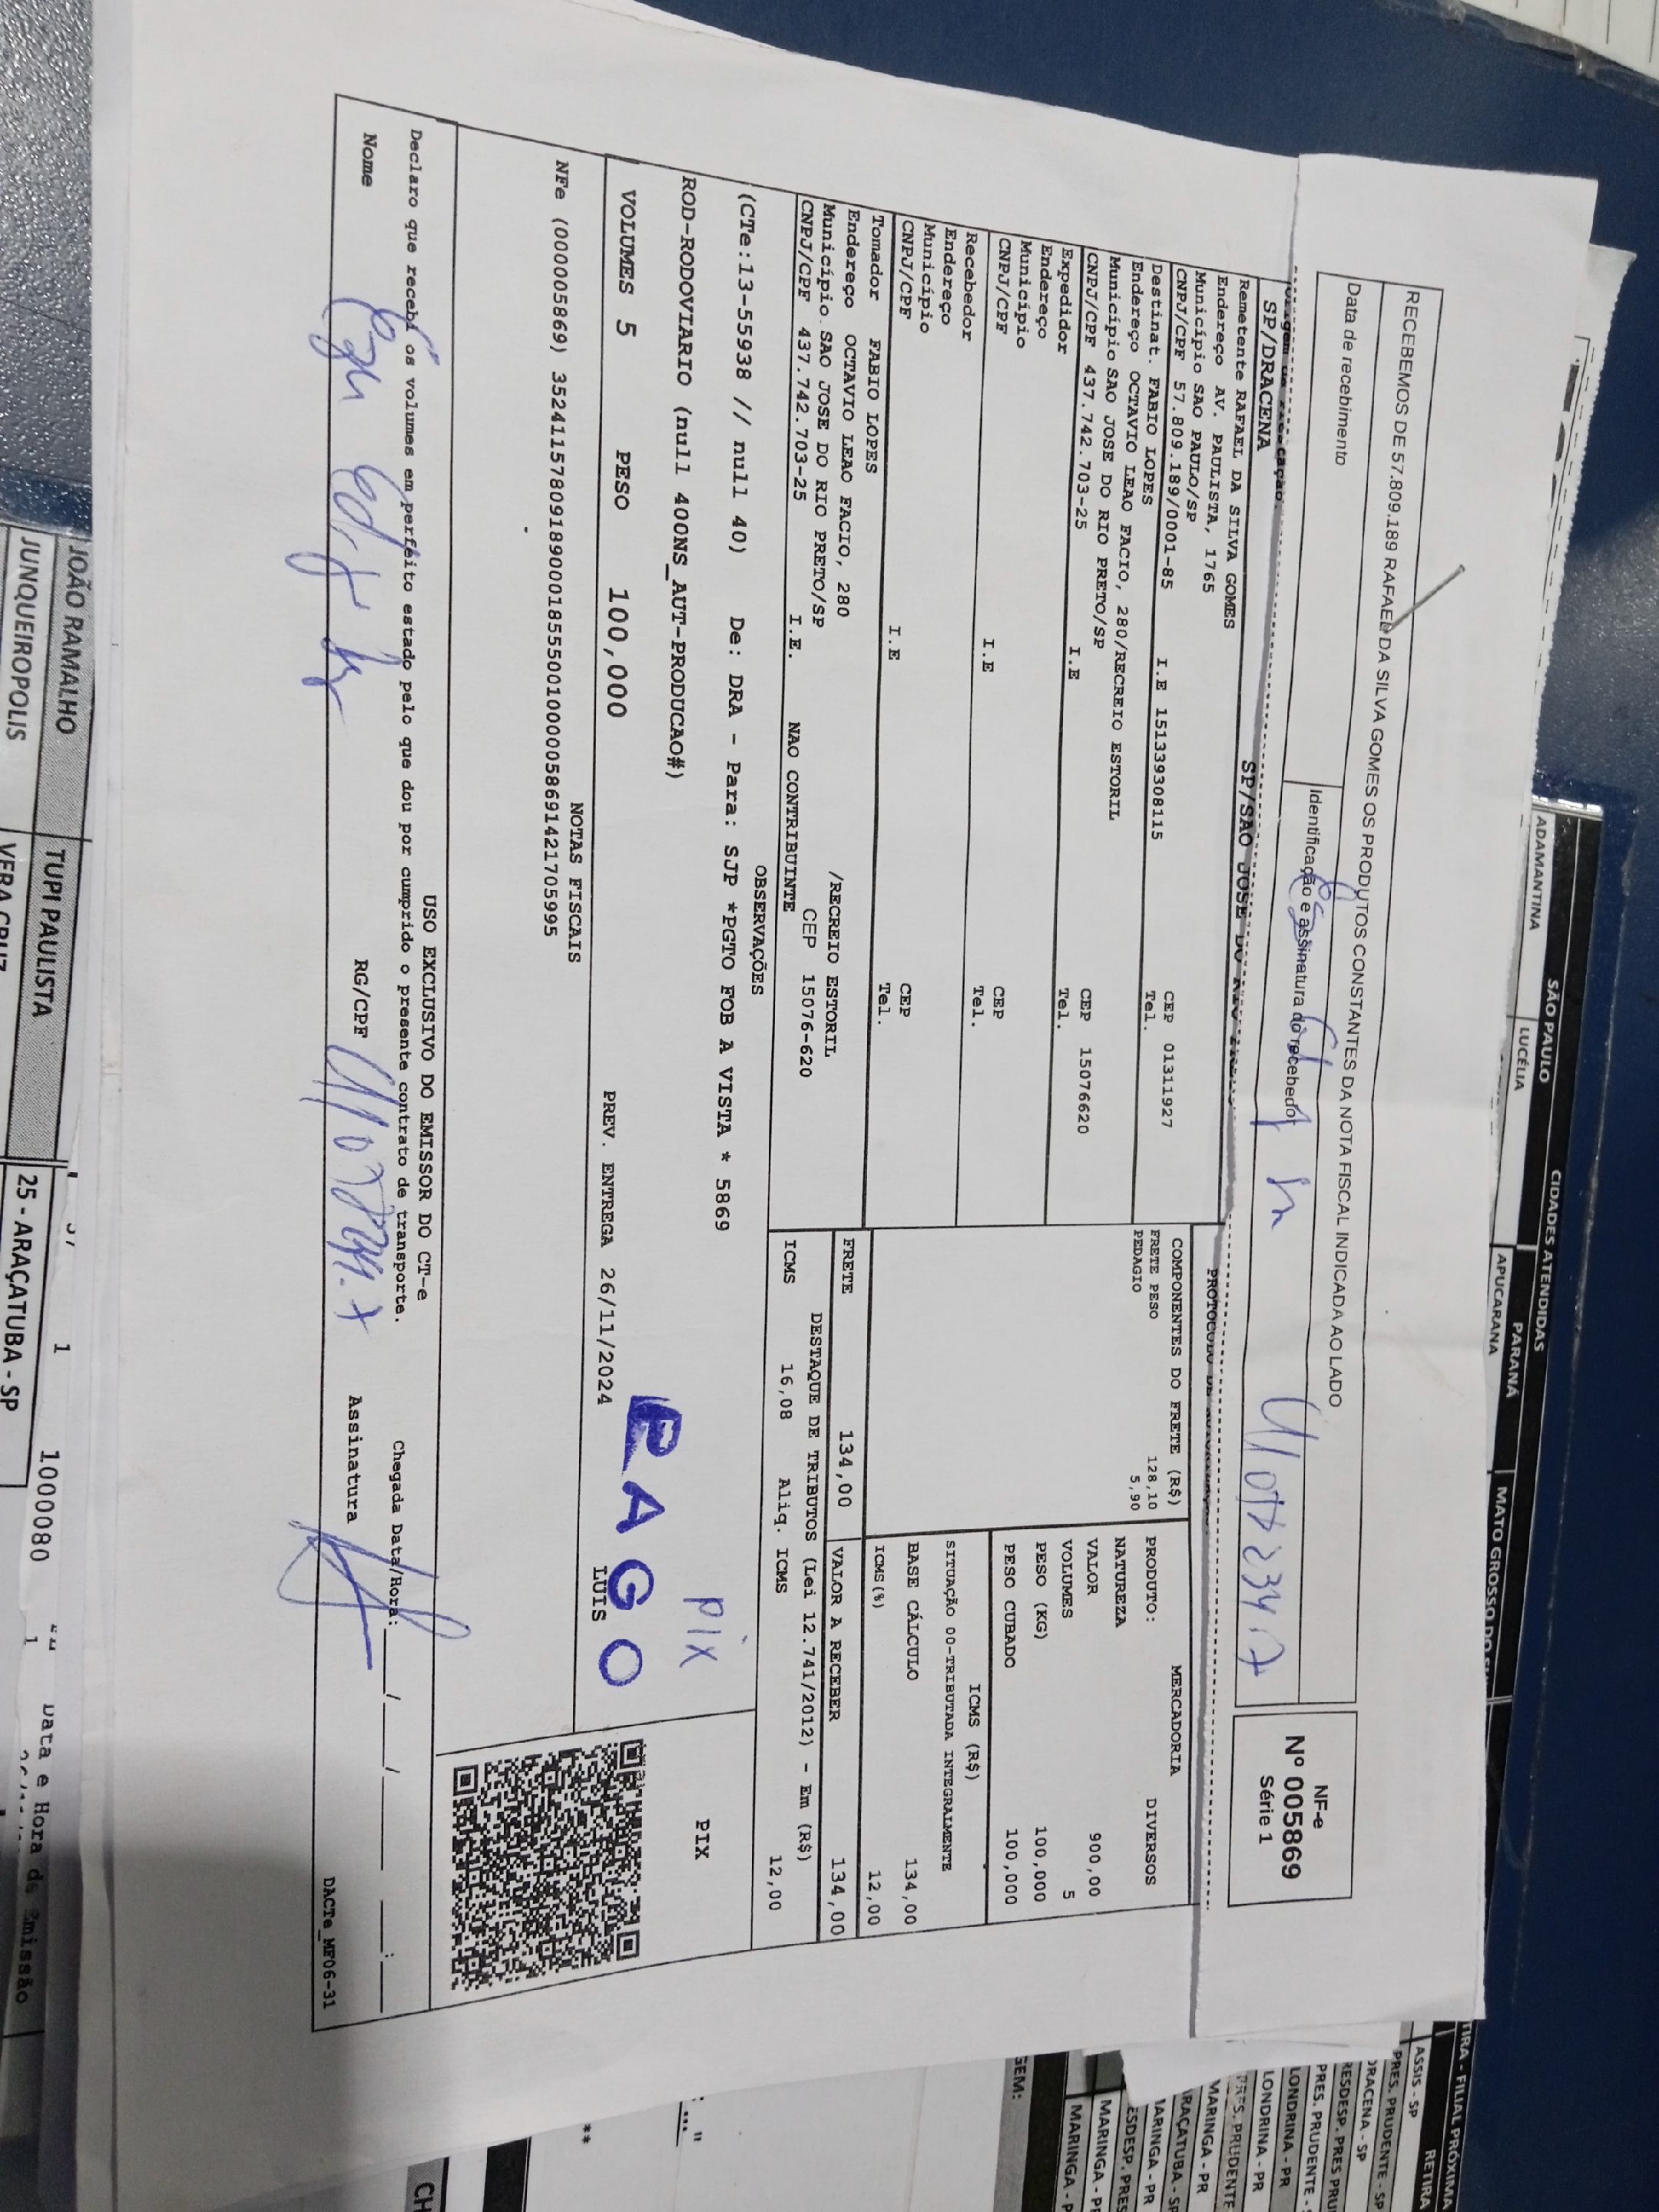 RECEBEMOS DE 57.809.189 RAFAEL DA SILVA GOMES OS PRODUTOS CONSTANTES DA NOTA FISCAL INDICADA AO LADO
Data de recebimento
Identificação e assinatura do recebedor
NF-e
Nº 005869
Série 1
SP/DRACENA
SP/SAO JOSE DO RIO
Remetente RAFAEL DA SILVA GOMES
Endereço AV. PAULISTA, 1765
Município SAO PAULO/SP
CEP 01311927
CNPJ/CPF 57.809.189/0001-85 I.E 151339308115 Tel.
Destinat. FABIO LOPES
Endereço OCTAVIO LEAO FACIO, 280/RECREIO ESTORIL
Município SAO JOSE DO RIO PRETO/SP CEP 15076620
CNPJ/CPF 437.742.703-25 I.E Tel.
Expedidor
Endereço
Município CEP
CNPJ/CPF I.E Tel.
Recebedor
Endereço
Município CEP
CNPJ/CPF I.E Tel.
Tomador FABIO LOPES
Endereço OCTAVIO LEAO FACIO, 280 /RECREIO ESTORIL
Município SAO JOSE DO RIO PRETO/SP CEP 15076-620
CNPJ/CPF 437.742.703-25 I.E. NAO CONTRIBUINTE
COMPONENTES DO FRETE (R$)
FRETE PESO 128,10
PEDAGIO 5,90
MERCADORIA
PRODUTO: DIVERSOS
NATUREZA
VALOR 900,00
VOLUMES 5
PESO (KG) 100,000
PESO CUBADO 100,000
ICMS (R$)
SITUAÇÃO 00-TRIBUTADA INTEGRALMENTE
BASE CÁLCULO 134,00
ICMS(%) 12,00
FRETE 134,00
VALOR A RECEBER 134,00
DESTAQUE DE TRIBUTOS (Lei 12.741/2012) - Em (R$)
ICMS 16,08 Aliq. ICMS 12,00
OBSERVAÇÕES
(CTe:13-55938 // null 40) De: DRA - Para: SJP *PGTO FOB A VISTA * 5869
ROD-RODOVIARIO (null 400NS_AUT-PRODUCAO#)
PIX
PIX
PAGO
VOLUMES 5 PESO 100,000 PREV. ENTREGA 26/11/2024 LUIS
NOTAS FISCAIS
NFe (000005869) 35241157809189000185550010000058691421705995
USO EXCLUSIVO DO EMISSOR DO CT-e
Declaro que recebi os volumes em perfeito estado pelo que dou por cumprido o presente contrato de transporte.
Chegada Data/Hora: / / :
Nome RG/CPF Assinatura
DACTe_MF06-31
CIDADES ATENDIDAS
SÃO PAULO PARANÁ
ADAMANTINA LUCÉLIA APUCARANA
JOÃO RAMALHO TUPI PAULISTA
JUNQUEIROPOLIS
25 - ARAÇATUBA - SP
1
1000080
Data e Hora de Emissão
FILIAL PRÓXIMA
RETIRA
ASSIS - SP
PRES. PRUDENTE - SP
DRACENA - SP
LONDRINA - PR
MARINGA - PR
ARAÇATUBA - SP
MARINGA - PR